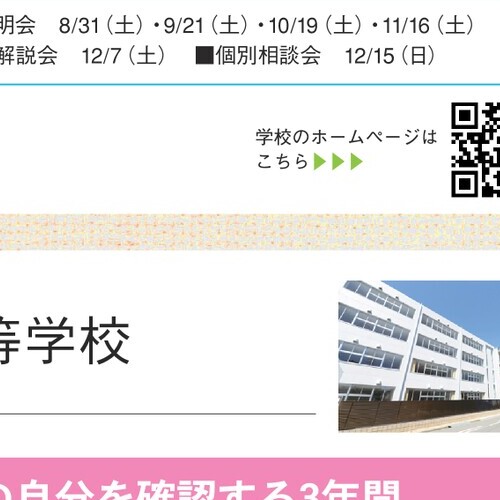 明会 8/31（土）・9/21（土）・10/19（土）・11/16（土）
解説会 12/7（土） ■個別相談会 12/15（日）
学校のホームページは
こちら▶▶▶
等学校
の自分を確認する3年間